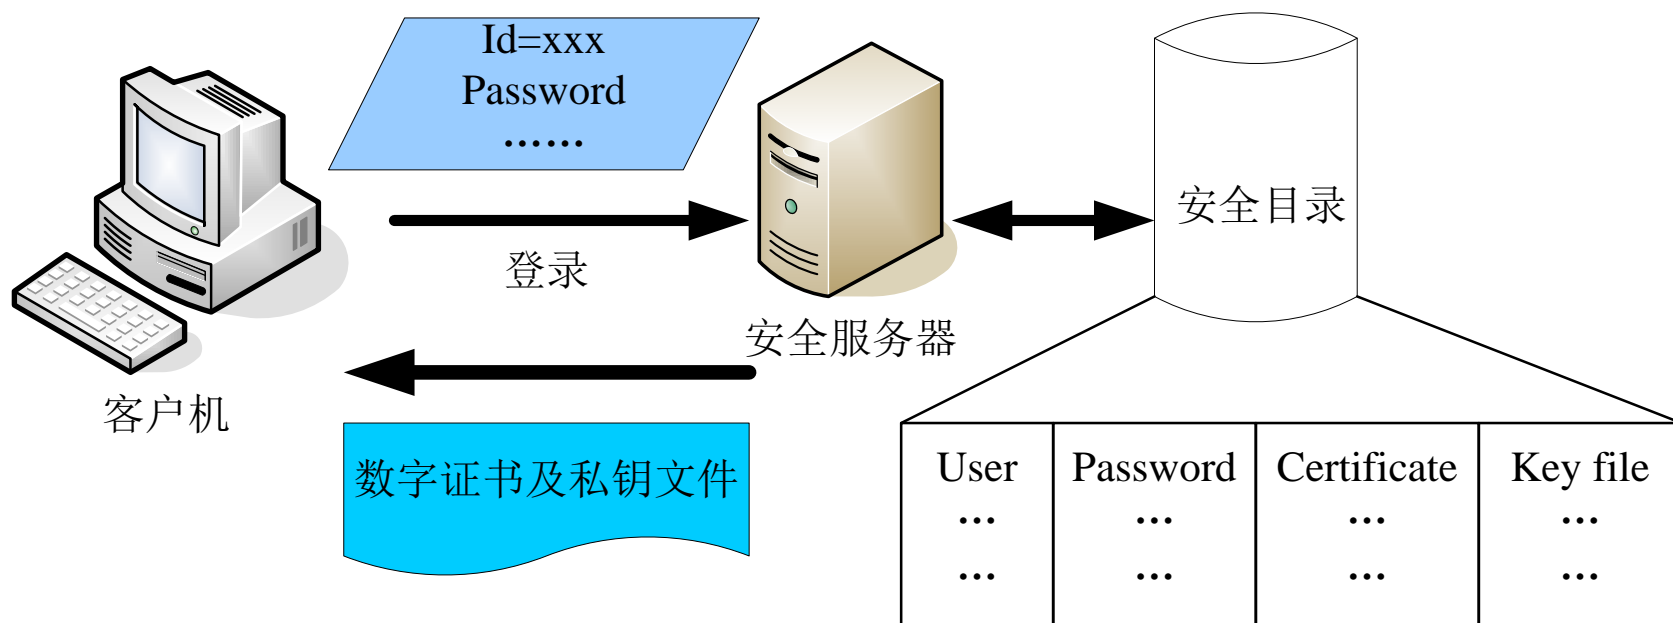 Id=xxx
Password
……
登录
安全服务器
安全目录
客户机
数字证书及私钥文件
User Password Certificate Key file
… … … …
… … … …